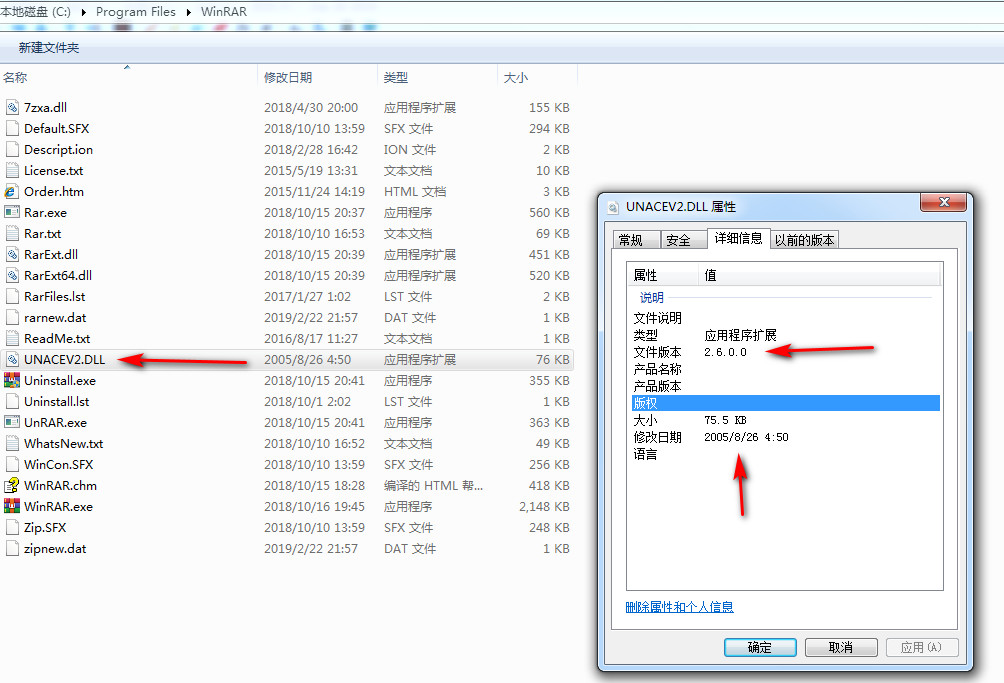 本地磁盘 (C:) ▸ Program Files ▸ WinRAR
新建文件夹
名称 修改日期 类型 大小
7zxa.dll 2018/4/30 20:00 应用程序扩展 155 KB
Default.SFX 2018/10/10 13:59 SFX 文件 294 KB
Descript.ion 2018/2/28 16:42 ION 文件 2 KB
License.txt 2015/5/19 13:31 文本文档 10 KB
Order.htm 2015/11/24 14:19 HTML 文档 3 KB
Rar.exe 2018/10/15 20:37 应用程序 560 KB
Rar.txt 2018/10/10 16:53 文本文档 69 KB
RarExt.dll 2018/10/15 20:39 应用程序扩展 451 KB
RarExt64.dll 2018/10/15 20:39 应用程序扩展 520 KB
RarFiles.lst 2017/1/27 1:02 LST 文件 2 KB
rarnew.dat 2019/2/22 21:57 DAT 文件 1 KB
ReadMe.txt 2016/8/17 11:27 文本文档 1 KB
UNACEV2.DLL 2005/8/26 4:50 应用程序扩展 76 KB
Uninstall.exe 2018/10/15 20:41 应用程序 355 KB
Uninstall.lst 2018/10/1 2:02 LST 文件 1 KB
UnRAR.exe 2018/10/15 20:41 应用程序 363 KB
WhatsNew.txt 2018/10/10 16:52 文本文档 49 KB
WinCon.SFX 2018/10/10 13:59 SFX 文件 256 KB
WinRAR.chm 2018/10/15 18:28 编译的 HTML 帮... 418 KB
WinRAR.exe 2018/10/16 19:45 应用程序 2,148 KB
Zip.SFX 2018/10/10 13:59 SFX 文件 248 KB
zipnew.dat 2019/2/22 21:57 DAT 文件 1 KB
UNACEV2.DLL 属性
常规 安全 详细信息 以前的版本
属性 值
说明
文件说明
类型 应用程序扩展
文件版本 2.6.0.0
产品名称
产品版本
版权
大小 75.5 KB
修改日期 2005/8/26 4:50
语言
删除属性和个人信息
确定 取消 应用(A)